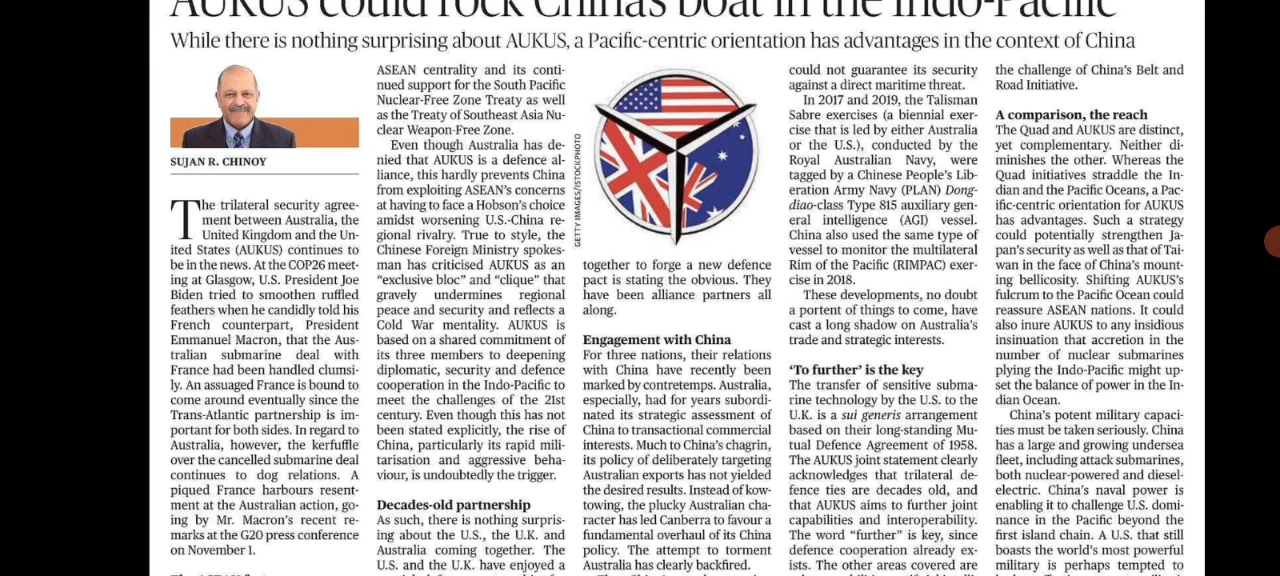 AUKUS could rock China's boat in the Indo-Pacific
While there is nothing surprising about AUKUS, a Pacific-centric orientation has advantages in the context of China
SUJAN R. CHINOY
The trilateral security agree-
ment between Australia, the
United Kingdom and the Un-
ited States (AUKUS) continues to
be in the news. At the COP26 meet-
ing at Glasgow, U.S. President Joe
Biden tried to smoothen ruffled
feathers when he candidly told his
French counterpart, President
Emmanuel Macron, that the Aus-
tralian submarine deal with
France had been handled clumsi-
ly. An assuaged France is bound to
come around eventually since the
Trans-Atlantic partnership is im-
portant for both sides. In regard to
Australia, however, the kerfuffle
over the cancelled submarine deal
continues to dog relations. A
piqued France harbours resent-
ment at the Australian action, go-
ing by Mr. Macron's recent re-
marks at the G20 press conference
on November 1.
ASEAN centrality and its conti-
nued support for the South Pacific
Nuclear-Free Zone Treaty as well
as the Treaty of Southeast Asia Nu-
clear Weapon-Free Zone.
Even though Australia has de-
nied that AUKUS is a defence al-
liance, this hardly prevents China
from exploiting ASEAN's concerns
at having to face a Hobson's choice
amidst worsening U.S.-China re-
gional rivalry. True to style, the
Chinese Foreign Ministry spokes-
man has criticised AUKUS as an
"exclusive bloc" and "clique" that
gravely undermines regional
peace and security and reflects a
Cold War mentality. AUKUS is
based on a shared commitment of
its three members to deepening
diplomatic, security and defence
cooperation in the Indo-Pacific to
meet the challenges of the 21st
century. Even though this has not
been stated explicitly, the rise of
China, particularly its rapid mili-
tarisation and aggressive beha-
viour, is undoubtedly the trigger.
Decades-old partnership
As such, there is nothing surpris-
ing about the U.S., the U.K. and
Australia coming together. The
U.S. and the U.K. have enjoyed a
GETTY IMAGES/ISTOCKPHOTO
together to forge a new defence
pact is stating the obvious. They
have been alliance partners all
along.
Engagement with China
For three nations, their relations
with China have recently been
marked by contretemps. Australia,
especially, had for years subordi-
nated its strategic assessment of
China to transactional commercial
interests. Much to China's chagrin,
its policy of deliberately targeting
Australian exports has not yielded
the desired results. Instead of kow-
towing, the plucky Australian cha-
racter has led Canberra to favour a
fundamental overhaul of its China
policy. The attempt to torment
Australia has clearly backfired.
could not guarantee its security
against a direct maritime threat.
In 2017 and 2019, the Talisman
Sabre exercises (a biennial exer-
cise that is led by either Australia
or the U.S.), conducted by the
Royal Australian Navy, were
tagged by a Chinese People's Lib-
eration Army Navy (PLAN) Dong-
diao-class Type 815 auxiliary gen-
eral intelligence (AGI) vessel.
China also used the same type of
vessel to monitor the multilateral
Rim of the Pacific (RIMPAC) exer-
cise in 2018.
These developments, no doubt
a portent of things to come, have
cast a long shadow on Australia's
trade and strategic interests.
'To further' is the key
The transfer of sensitive subma-
rine technology by the U.S. to the
U.K. is a sui generis arrangement
based on their long-standing Mu-
tual Defence Agreement of 1958.
The AUKUS joint statement clearly
acknowledges that trilateral de-
fence ties are decades old, and
that AUKUS aims to further joint
capabilities and interoperability.
The word "further" is key, since
defence cooperation already ex-
ists. The other areas covered are
the challenge of China's Belt and
Road Initiative.
A comparison, the reach
The Quad and AUKUS are distinct,
yet complementary. Neither di-
minishes the other. Whereas the
Quad initiatives straddle the In-
dian and the Pacific Oceans, a Pac-
ific-centric orientation for AUKUS
has advantages. Such a strategy
could potentially strengthen Ja-
pan's security as well as that of Tai-
wan in the face of China's mount-
ing bellicosity. Shifting AUKUS's
fulcrum to the Pacific Ocean could
reassure ASEAN nations. It could
also inure AUKUS to any insidious
insinuation that accretion in the
number of nuclear submarines
plying the Indo-Pacific might up-
set the balance of power in the In-
dian Ocean.
China's potent military capaci-
ties must be taken seriously. China
has a large and growing undersea
fleet, including attack submarines,
both nuclear-powered and diesel-
electric. China's naval power is
enabling it to challenge U.S. domi-
nance in the Pacific beyond the
first island chain. A U.S. that still
boasts the world's most powerful
military is perhaps tempted to